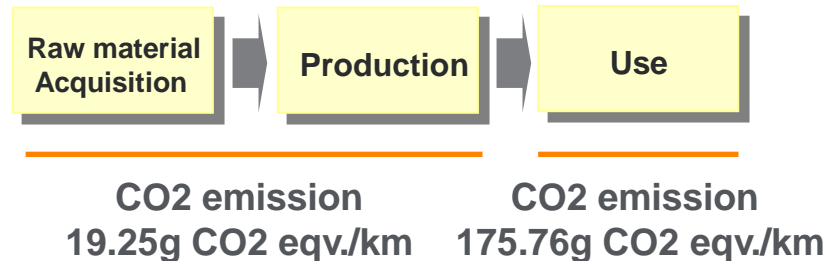 Raw material
Acquisition
Production
Use
CO2 emission
19.25g CO2 eqv./km
CO2 emission
175.76g CO2 eqv./km